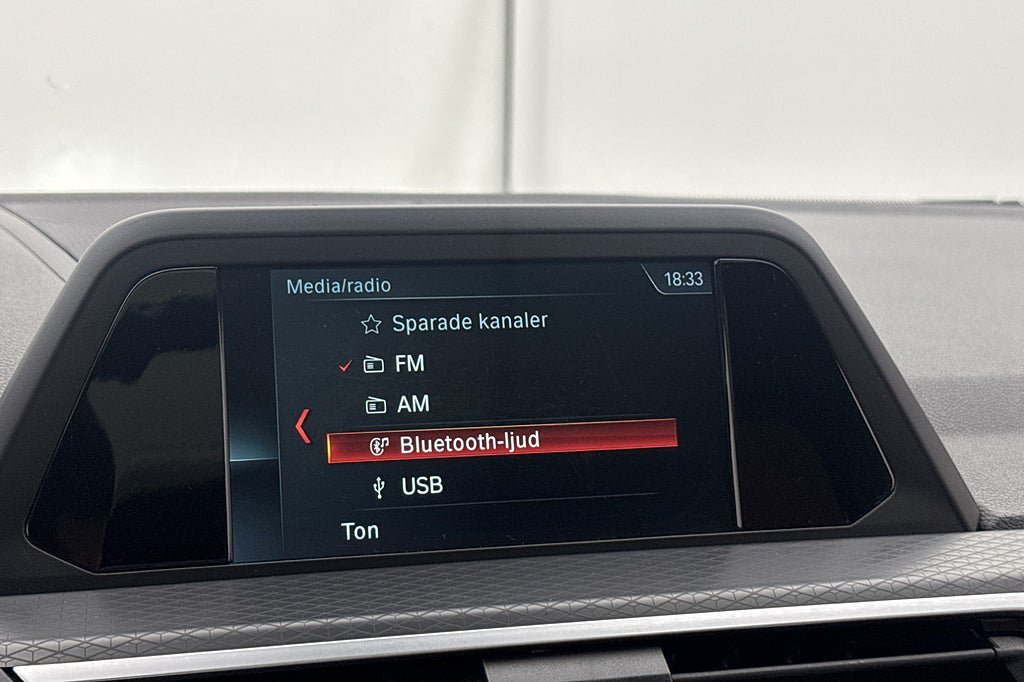 Media/radio
18:33
Sparade kanaler
FM
AM
Bluetooth-ljud
USB
Ton